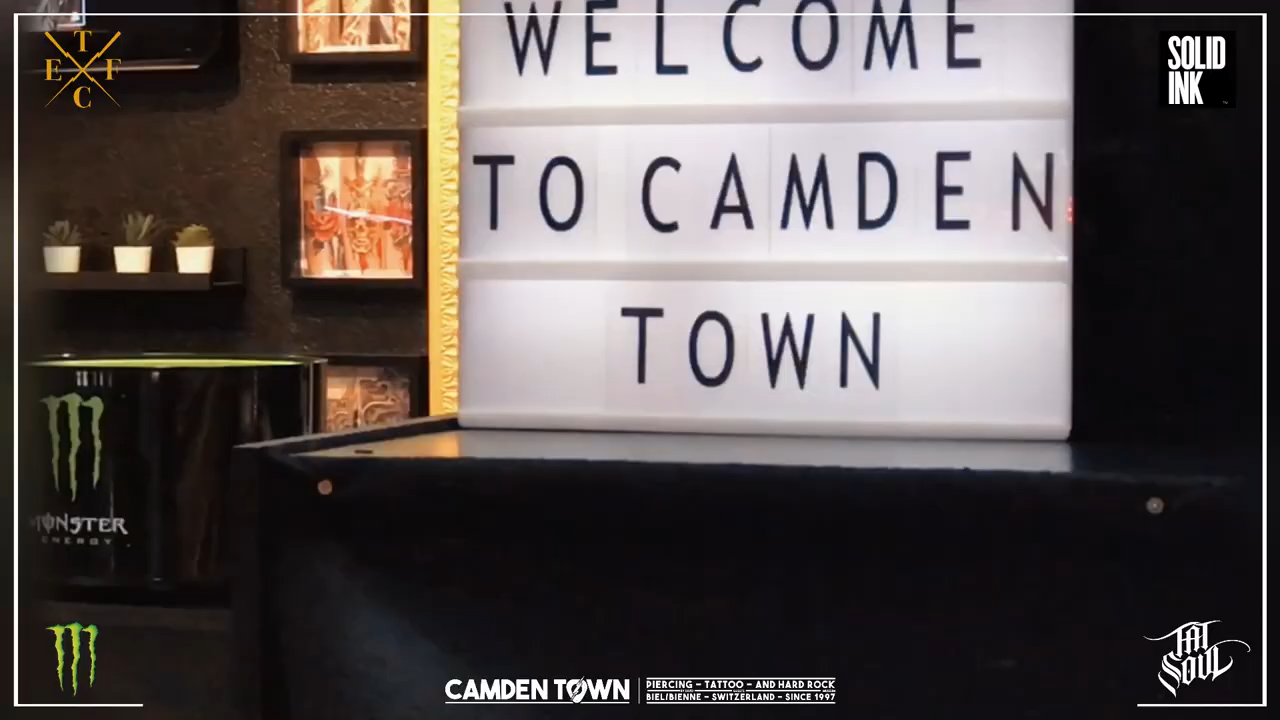 WELCOME
TO CAMDEN
TOWN
T
E F
C
SOLID
INK
MONSTER
ENERGY
CAMDEN TOWN
PIERCING – TATTOO – AND HARD ROCK
BIEL/BIENNE – SWITZERLAND – SINCE 1997
TAT
SOUL